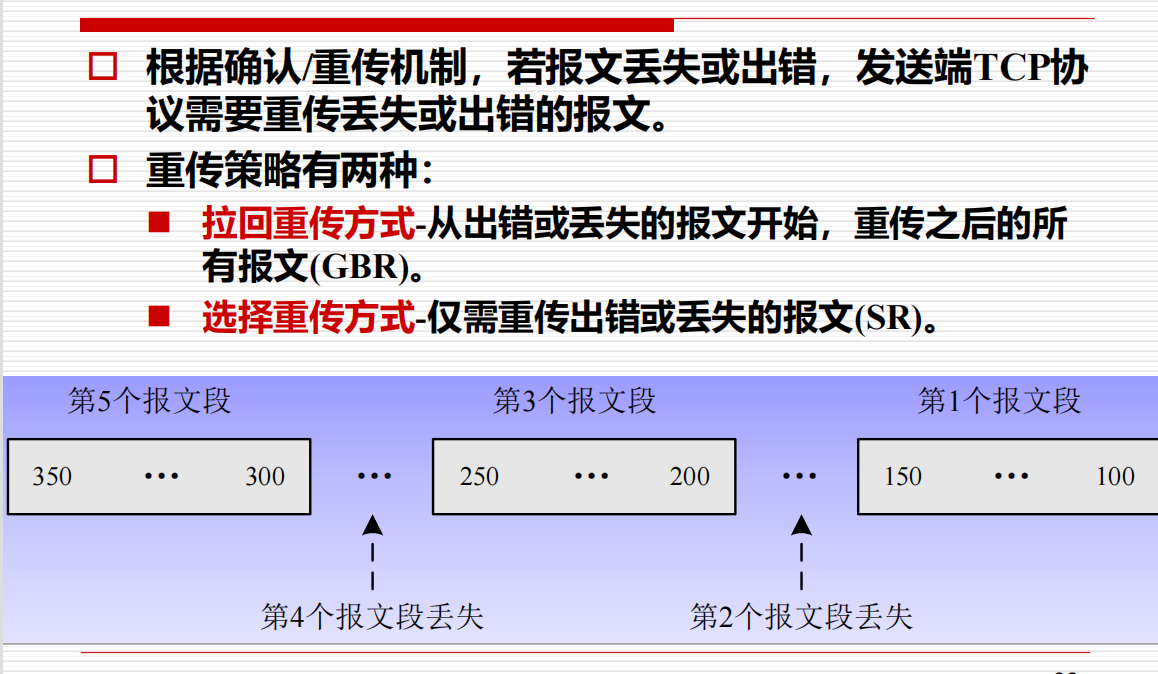 根据确认/重传机制，若报文丢失或出错，发送端TCP协
议需要重传丢失或出错的报文。
重传策略有两种：
拉回重传方式-从出错或丢失的报文开始，重传之后的所
有报文(GBR)。
选择重传方式-仅需重传出错或丢失的报文(SR)。
第5个报文段 第3个报文段 第1个报文段
350 ··· 300 ··· 250 ··· 200 ··· 150 ··· 100
第4个报文段丢失 第2个报文段丢失